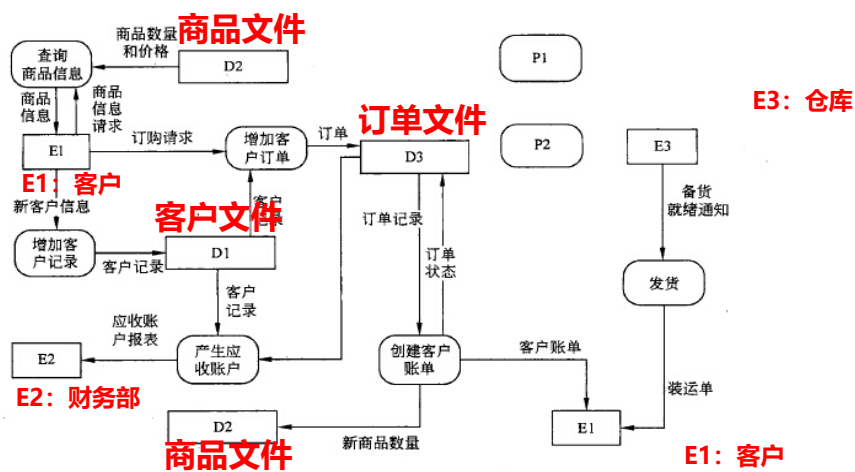 商品文件
商品数量
和价格
查询
商品信息
D2
P1
E3：仓库
商品
信息
商品
信息
请求
订单文件
E1
订购请求
增加客
户订单
订单
D3
P2
E3
E1：客户
新客户信息
客户文件
客户
记录
订单记录
备货
就绪通知
增加客
户记录
客户记录
D1
订单
状态
发货
客户
记录
应收账
户报表
E2
产生应
收账户
创建客户
账单
客户账单
装运单
E2：财务部
D2
新商品数量
E1
商品文件
E1：客户